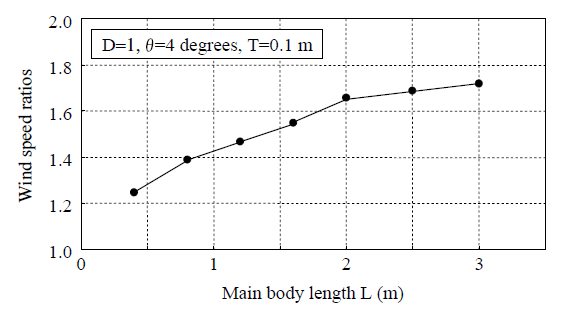 2.0
D=1, θ=4 degrees, T=0.1 m
1.8
1.6
1.4
1.2
1.0
Wind speed ratios
0 1 2 3
Main body length L (m)